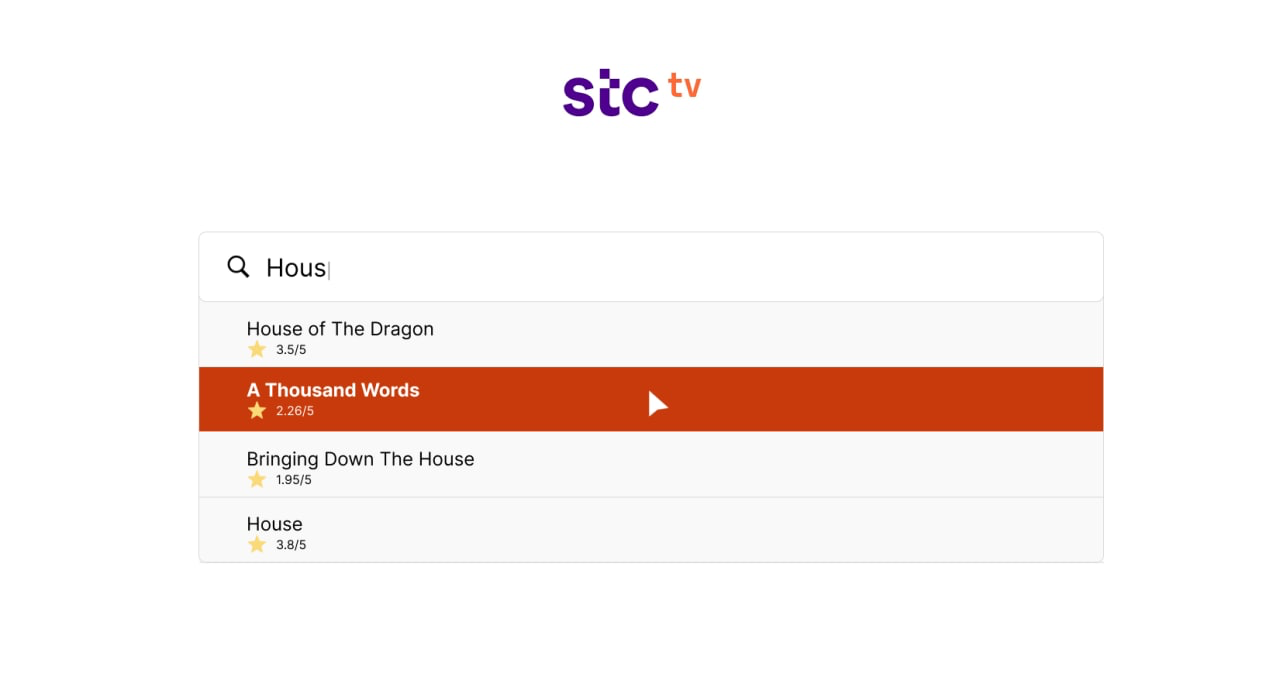 stc tv
Hous
House of The Dragon
3.5/5
A Thousand Words
2.26/5
Bringing Down The House
1.95/5
House
3.8/5